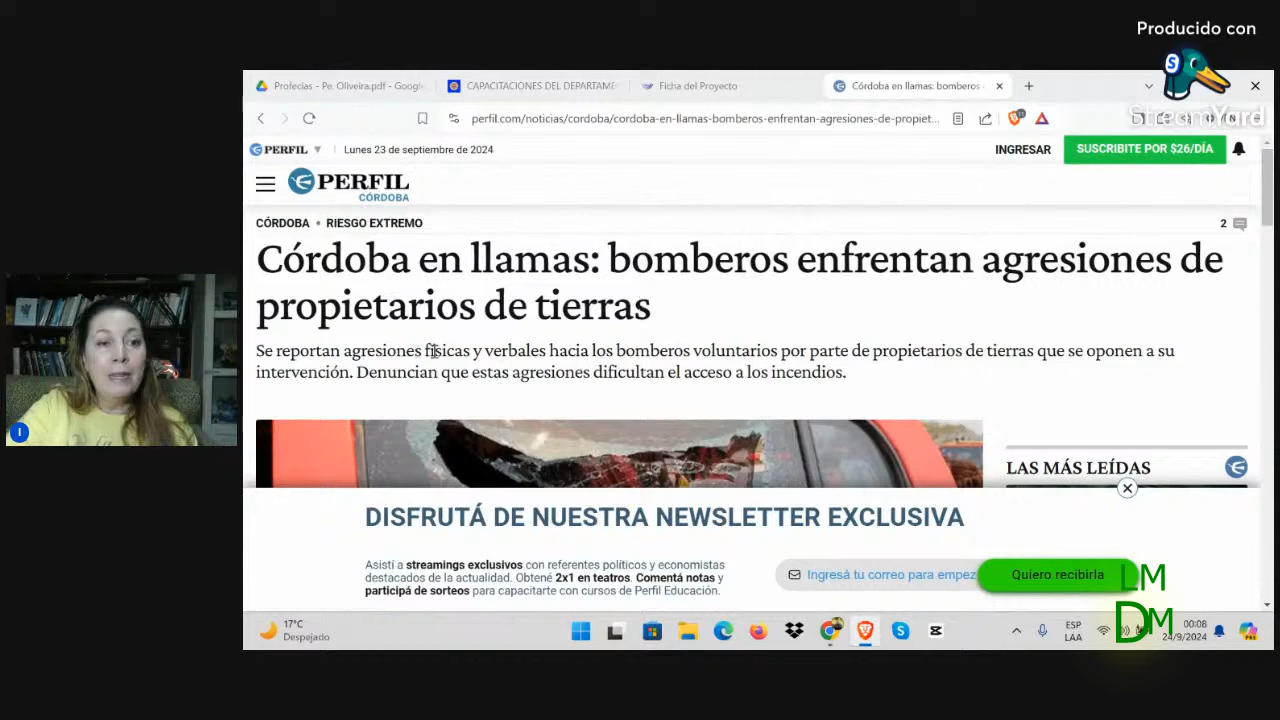 Producido con
StreamYard
Profecias - Pe. Oliveira.pdf - Google
CAPACITACIONES DEL DEPARTAME
Ficha del Proyecto
Córdoba en llamas: bomberos
perfil.com/noticias/cordoba/cordoba-en-llamas-bomberos-enfrentan-agresiones-de-propiet...
PERFIL
Lunes 23 de septiembre de 2024
INGRESAR
SUSCRIBITE POR $26/DÍA
PERFIL
CÓRDOBA
CÓRDOBA • RIESGO EXTREMO
2
Córdoba en llamas: bomberos enfrentan agresiones de
propietarios de tierras
Se reportan agresiones físicas y verbales hacia los bomberos voluntarios por parte de propietarios de tierras que se oponen a su
intervención. Denuncian que estas agresiones dificultan el acceso a los incendios.
I
LAS MÁS LEÍDAS
DISFRUTÁ DE NUESTRA NEWSLETTER EXCLUSIVA
Asistí a streamings exclusivos con referentes políticos y economistas
destacados de la actualidad. Obtené 2x1 en teatros. Comentá notas y
participá de sorteos para capacitarte con cursos de Perfil Educación.
Ingresá tu correo para empez
Quiero recibirla
LM
DM
17°C
Despejado
ESP
LAA
00:08
24/9/2024